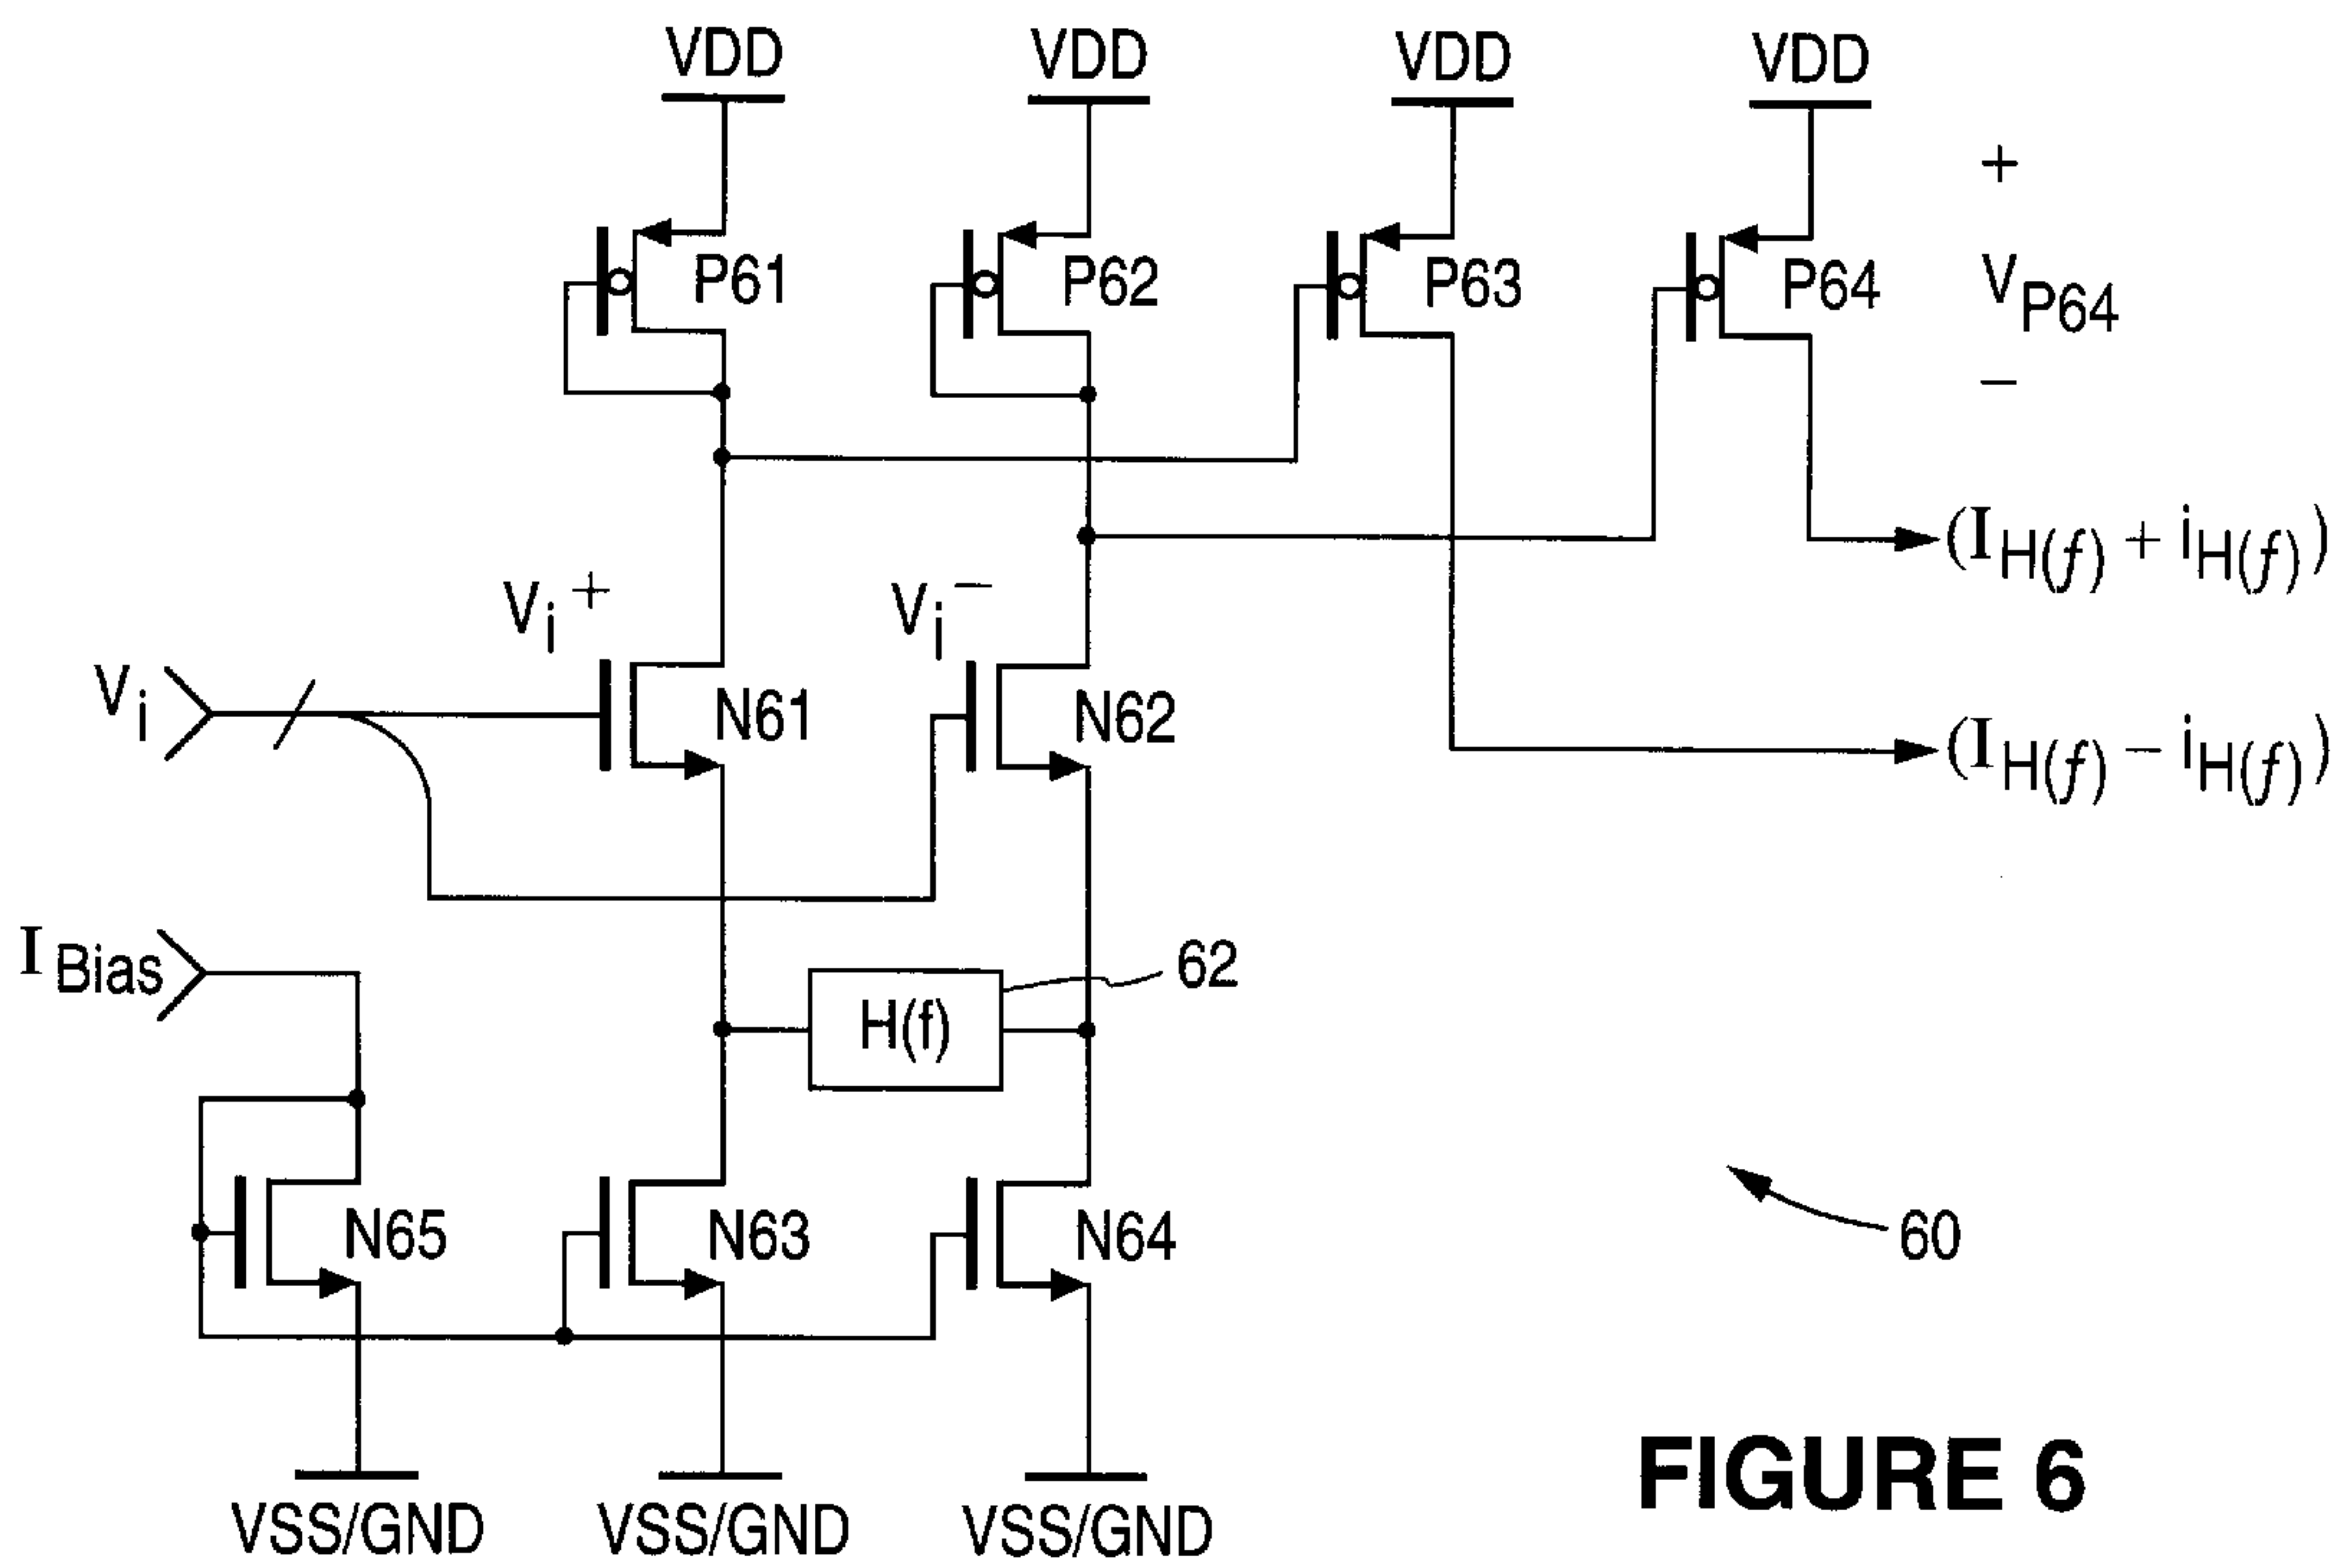 VDD VDD VDD VDD
+
P61 P62 P63 P64 VP64
−
(IH(f) + iH(f))
Vi+ Vi−
Vi N61 N62
(IH(f) − iH(f))
IBias 62
H(f)
N65 N63 N64 60
VSS/GND VSS/GND VSS/GND
FIGURE 6